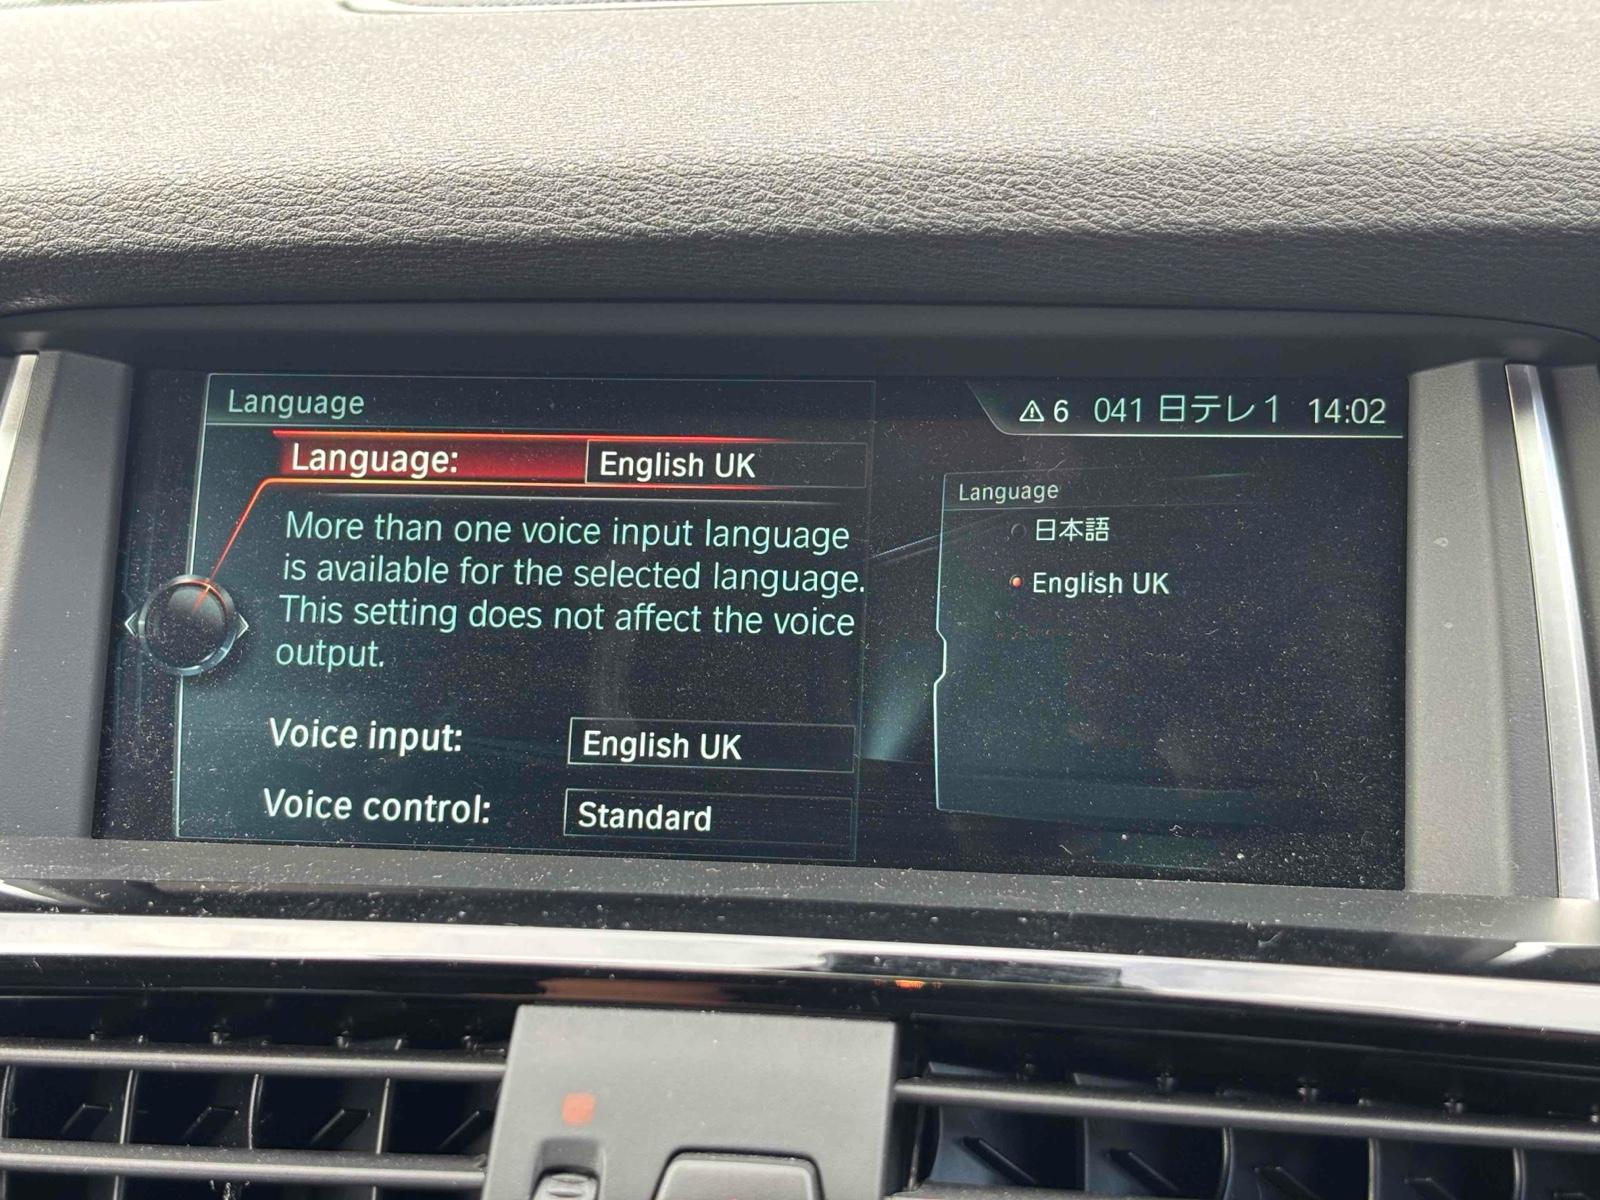 Language
⚠6 041 日テレ1 14:02
Language: English UK
More than one voice input language
is available for the selected language.
This setting does not affect the voice
output.
Voice input: English UK
Voice control: Standard
Language
日本語
English UK